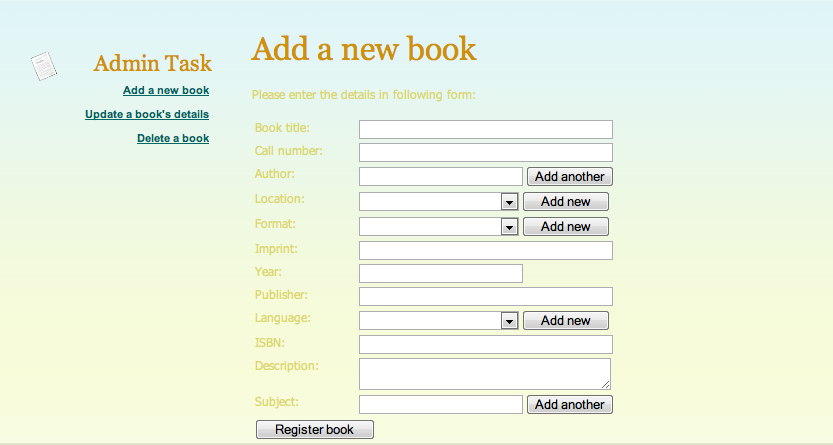 Admin Task
Add a new book
Update a book's details
Delete a book
Add a new book
Please enter the details in following form:
Book title:
Call number:
Author: Add another
Location: Add new
Format: Add new
Imprint:
Year:
Publisher:
Language: Add new
ISBN:
Description:
Subject: Add another
Register book